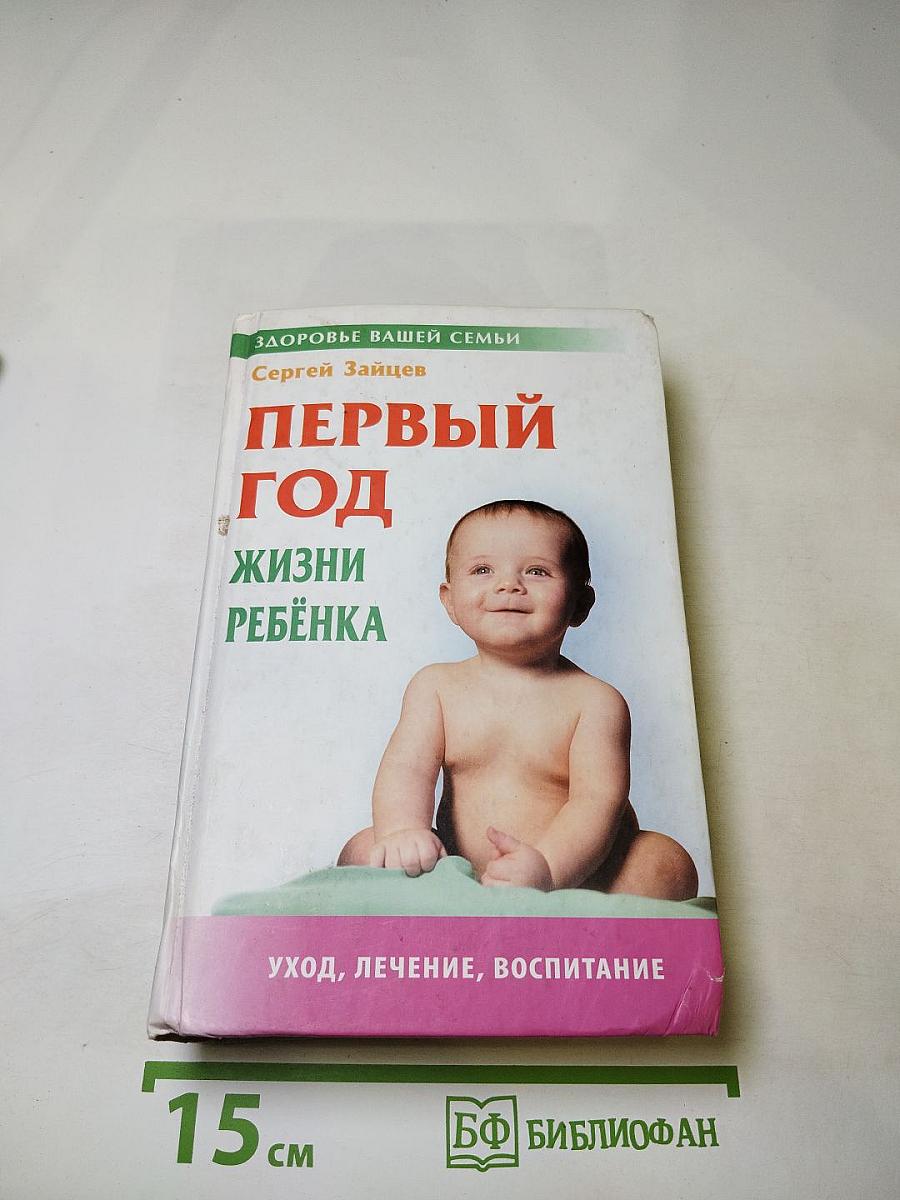 ЗДОРОВЬЕ ВАШЕЙ СЕМЬИ
Сергей Зайцев
ПЕРВЫЙ
ГОД
ЖИЗНИ
РЕБЁНКА
УХОД, ЛЕЧЕНИЕ, ВОСПИТАНИЕ
15 см
БФ БИБЛИОФАН